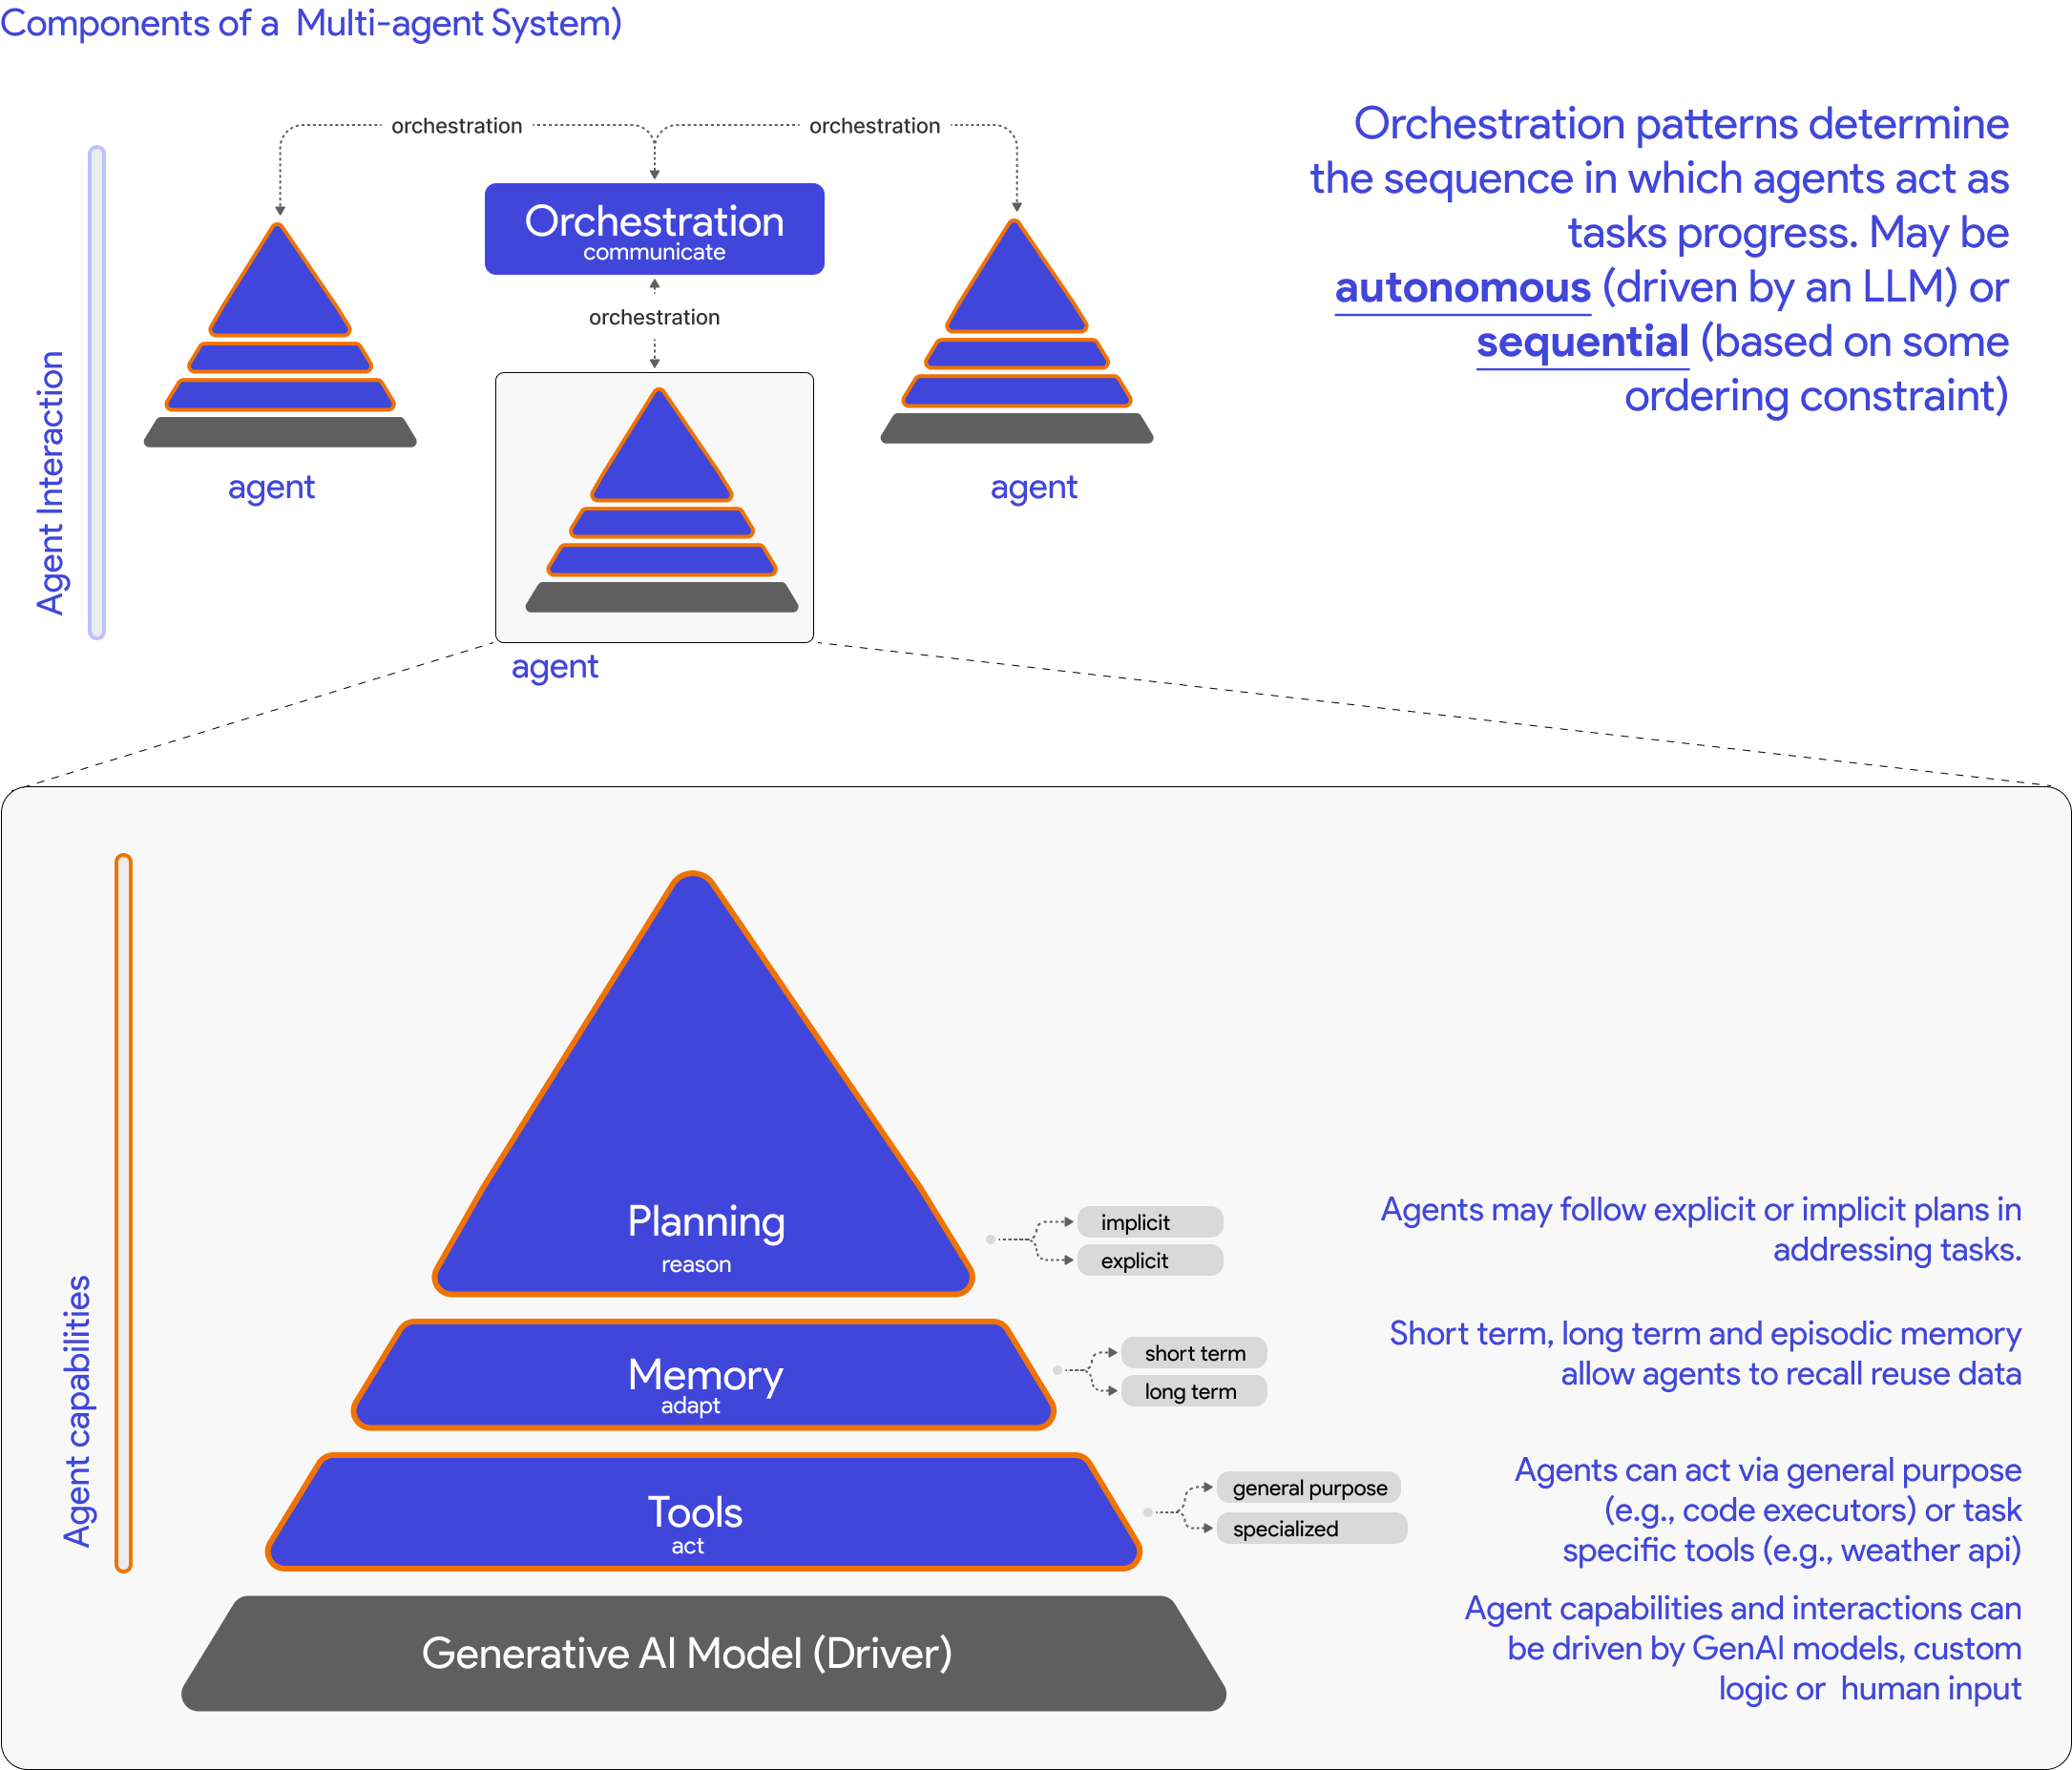 Components of a  Multi-agent System)
orchestration
orchestration
Orchestration
communicate
orchestration
agent
agent
agent
Agent Interaction
Orchestration patterns determine
the sequence in which agents act as
tasks progress. May be
autonomous (driven by an LLM) or
sequential (based on some
ordering constraint)
Agent capabilities
Planning
reason
implicit
explicit
Agents may follow explicit or implicit plans in
addressing tasks.
Memory
adapt
short term
long term
Short term, long term and episodic memory
allow agents to recall reuse data
Tools
act
general purpose
specialized
Agents can act via general purpose
(e.g., code executors) or task
specific tools (e.g., weather api)
Generative AI Model (Driver)
Agent capabilities and interactions can
be driven by GenAI models, custom
logic or  human input